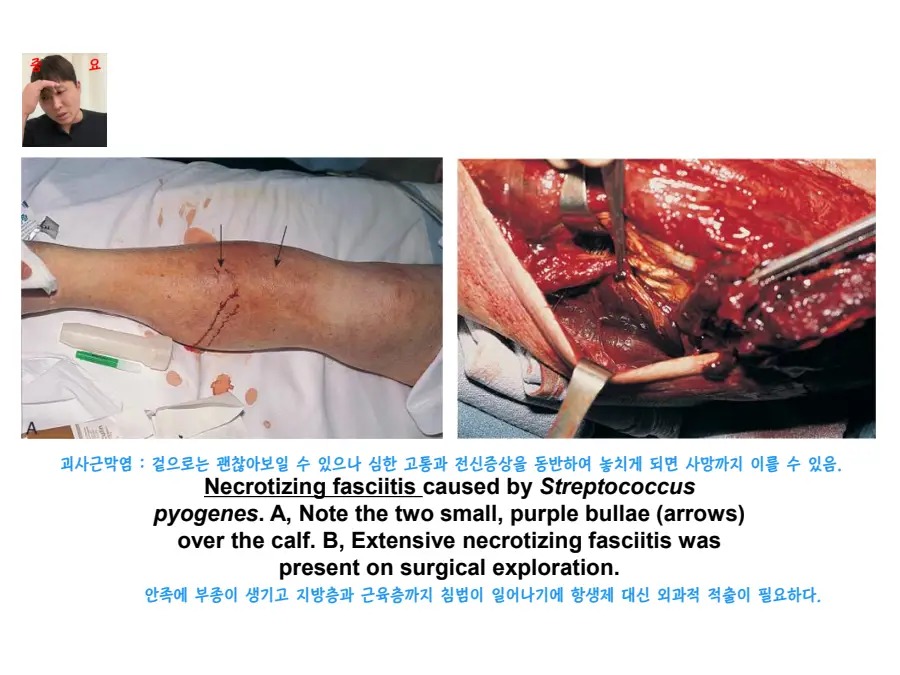 중 요
A
괴사근막염 : 겉으로는 괜찮아보일 수 있으나 심한 고통과 전신증상을 동반하여 놓치게 되면 사망까지 이를 수 있음.
Necrotizing fasciitis caused by Streptococcus
pyogenes. A, Note the two small, purple bullae (arrows)
over the calf. B, Extensive necrotizing fasciitis was
present on surgical exploration.
안족에 부종이 생기고 지방층과 근육층까지 침범이 일어나기에 항생제 대신 외과적 적출이 필요하다.